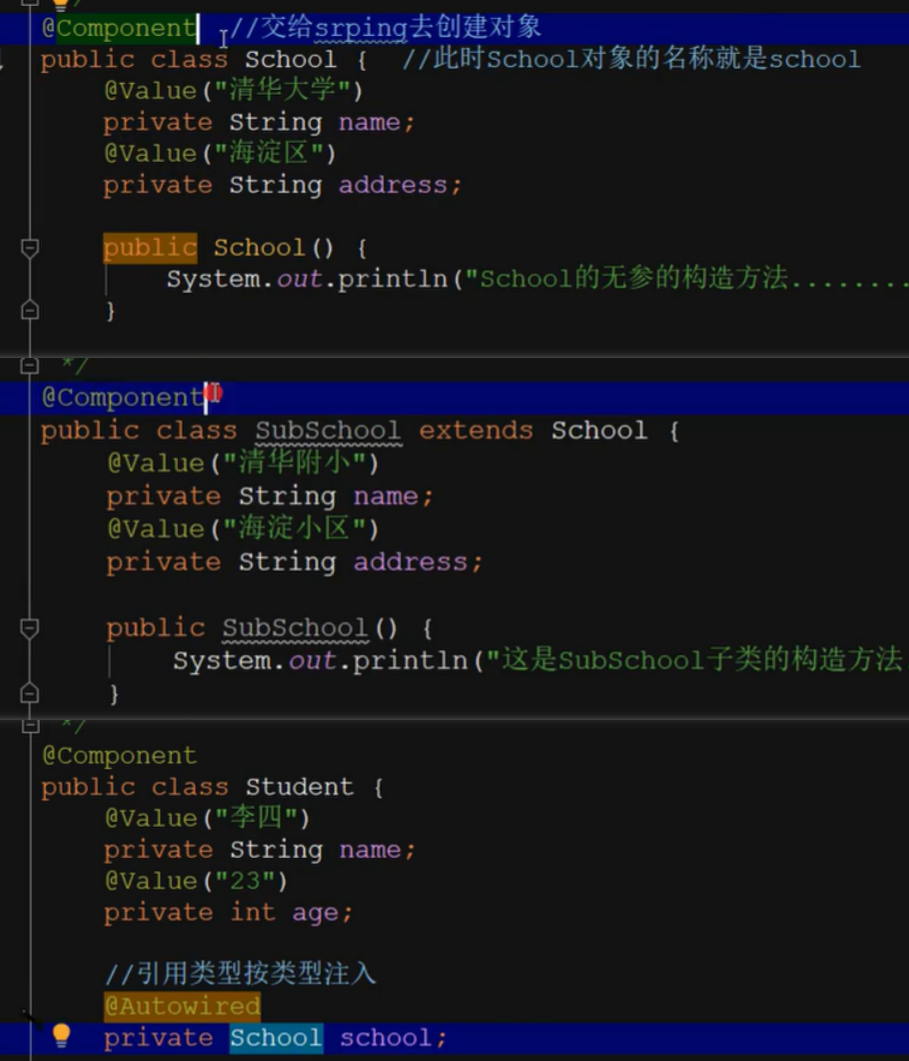 @Component //交给srping去创建对象
public class School { //此时School对象的名称就是school
@Value("清华大学")
private String name;
@Value("海淀区")
private String address;
public School() {
System.out.println("School的无参的构造方法........
}
*/
@Component
public class SubSchool extends School {
@Value("清华附小")
private String name;
@Value("海淀小区")
private String address;
public SubSchool() {
System.out.println("这是SubSchool子类的构造方法
}
*/
@Component
public class Student {
@Value("李四")
private String name;
@Value("23")
private int age;
//引用类型按类型注入
@Autowired
private School school;